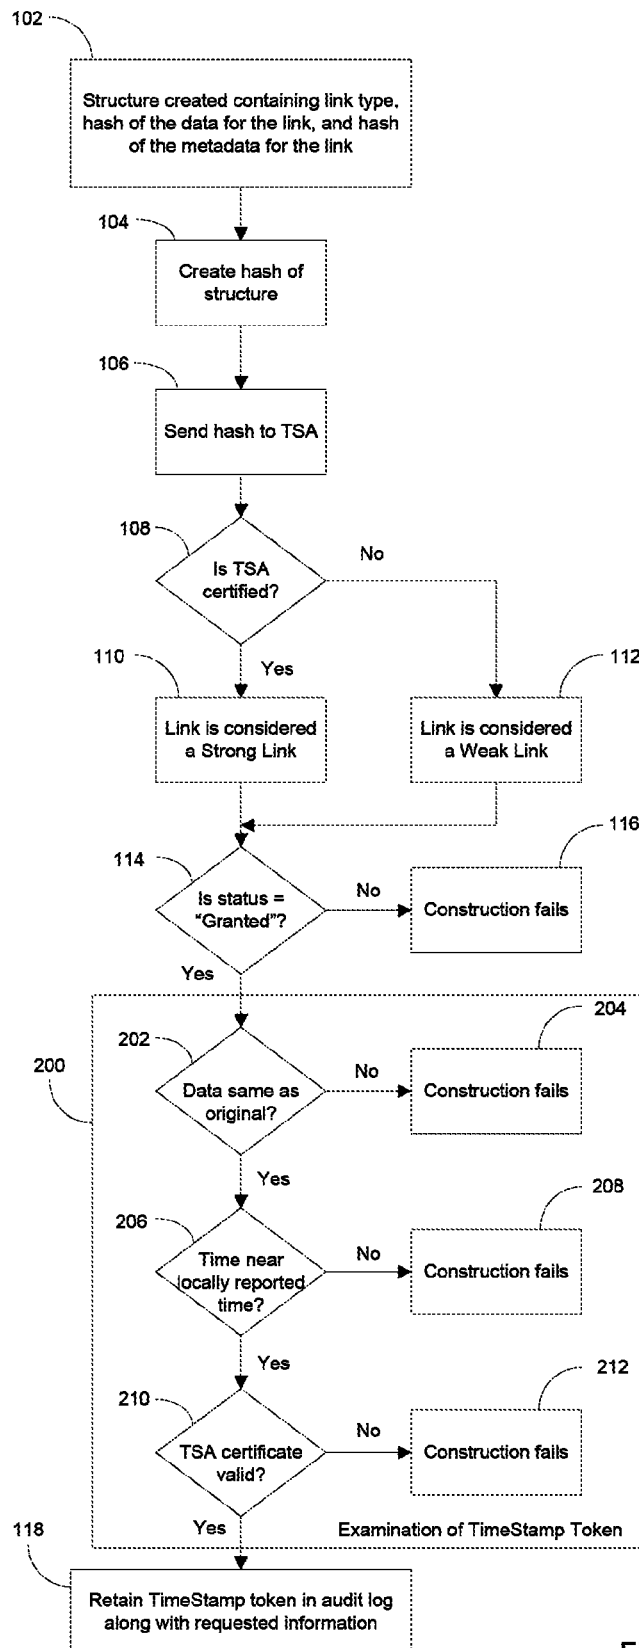 102
Structure created containing link type,
hash of the data for the link, and hash
of the metadata for the link
104
Create hash of
structure
106
Send hash to TSA
108
Is TSA
certified?
No
Yes
110
Link is considered
a Strong Link
112
Link is considered
a Weak Link
114
Is status =
“Granted”?
No
116
Construction fails
Yes
200
202
Data same as
original?
No
204
Construction fails
Yes
206
Time near
locally reported
time?
No
208
Construction fails
Yes
210
TSA certificate
valid?
No
212
Construction fails
Yes
Examination of TimeStamp Token
118
Retain TimeStamp token in audit log
along with requested information